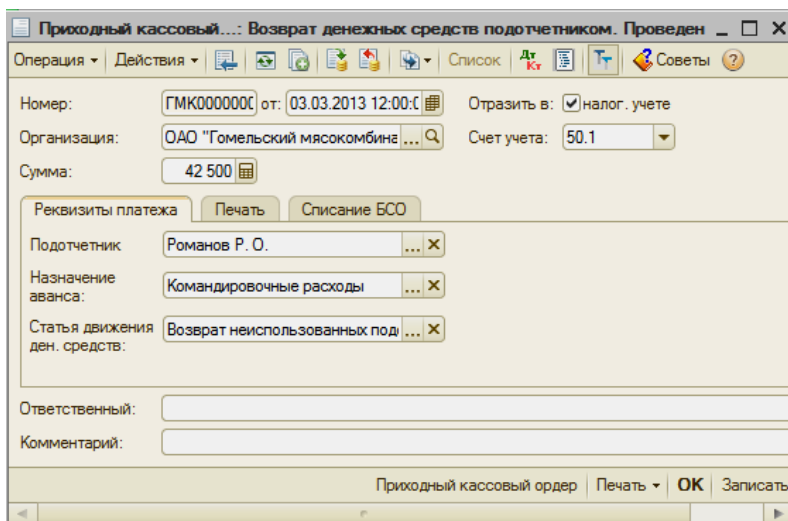 Приходный кассовый...: Возврат денежных средств подотчетником. Проведен
Операция Действия Список Дт Кт Советы
Номер: ГМК0000000 от: 03.03.2013 12:00:0 Отразить в: налог. учете
Организация: ОАО "Гомельский мясокомбина ... Счет учета: 50.1
Сумма: 42 500
Реквизиты платежа Печать Списание БСО
Подотчетник Романов Р. О. ...
Назначение
аванса: Командировочные расходы ...
Статья движения
ден. средств: Возврат неиспользованных под ...
Ответственный:
Комментарий:
Приходный кассовый ордер Печать OK Записать